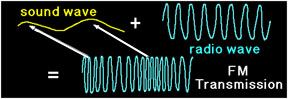 sound wave
+
radio wave
=
FM
Transmission